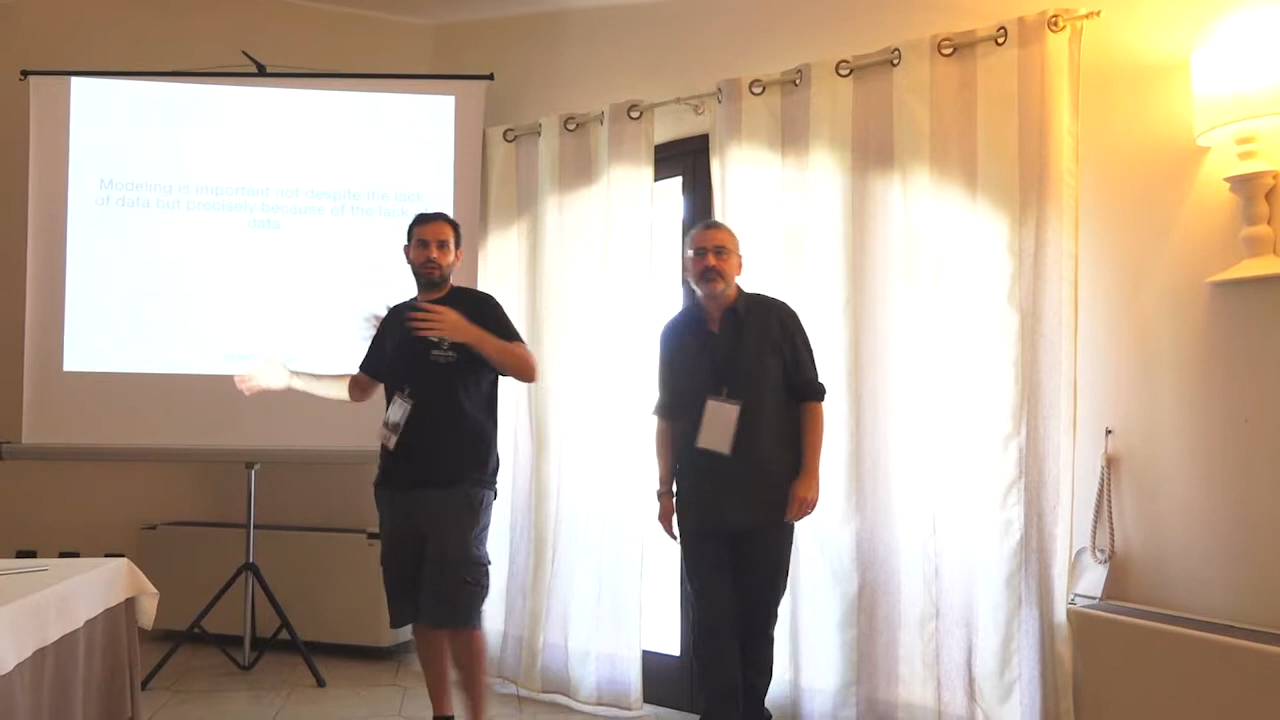 Modeling is important not despite the lack
of data but precisely because of the lack of
data